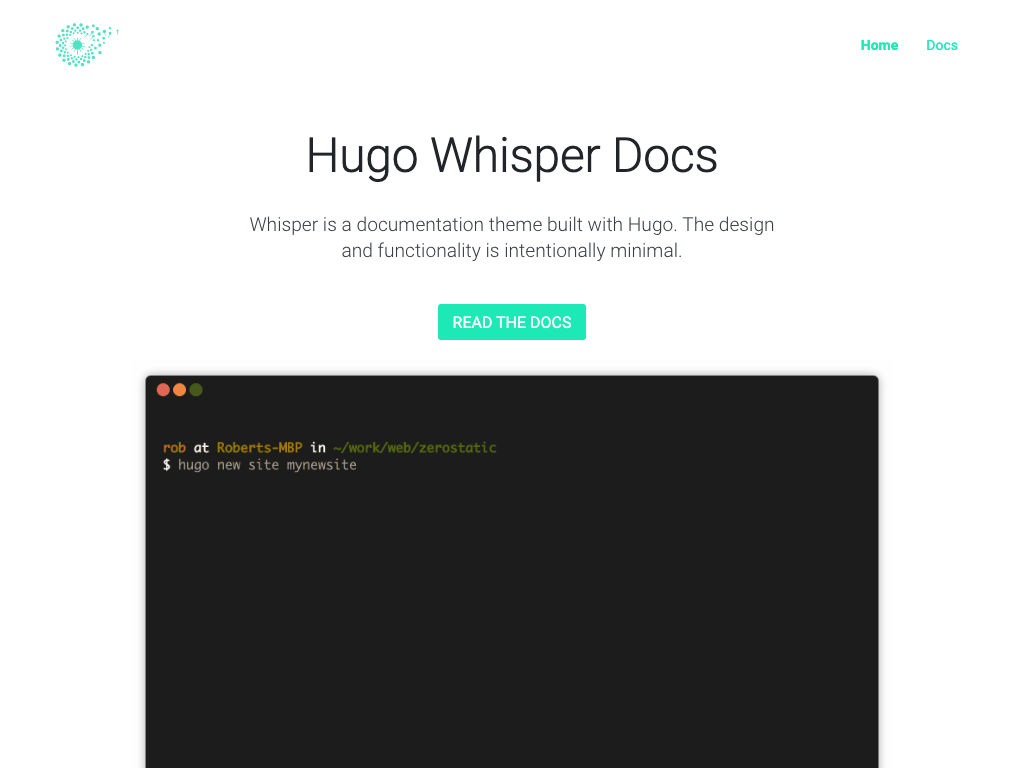 Home Docs
Hugo Whisper Docs
Whisper is a documentation theme built with Hugo. The design
and functionality is intentionally minimal.
READ THE DOCS
rob at Roberts-MBP in ~/work/web/zerostatic
$ hugo new site mynewsite